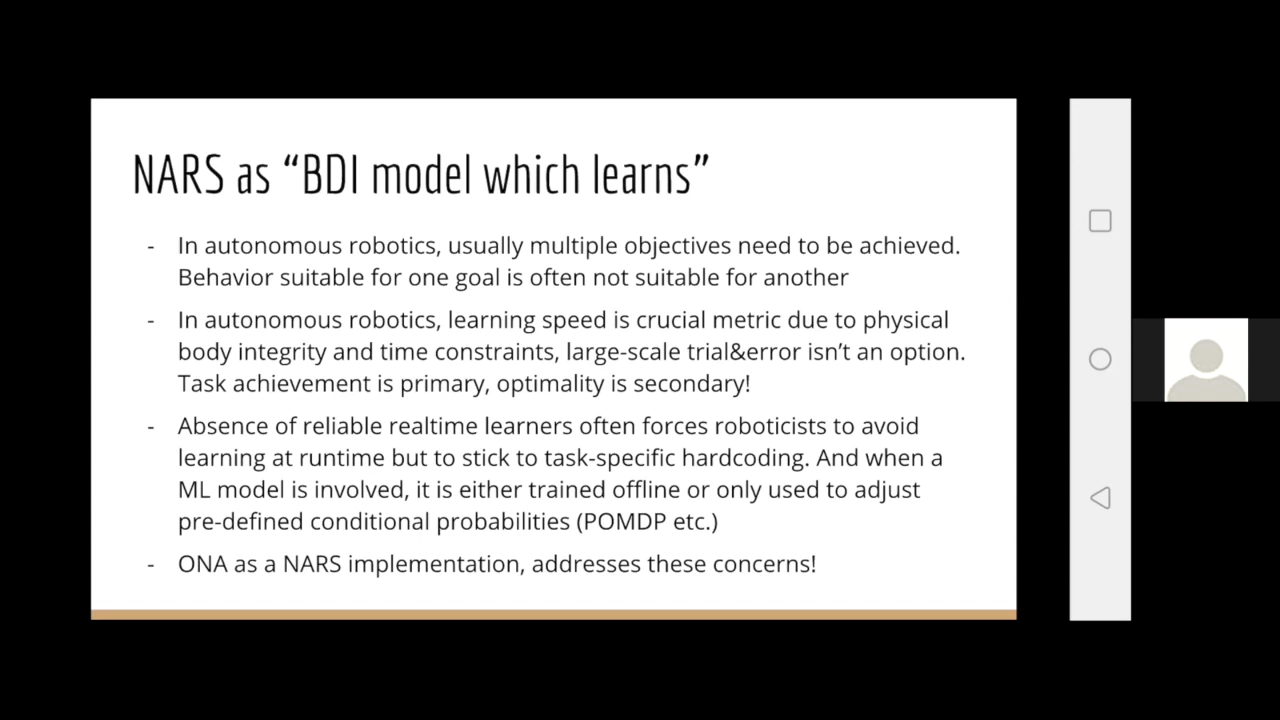 NARS as “BDI model which learns”
- In autonomous robotics, usually multiple objectives need to be achieved.
Behavior suitable for one goal is often not suitable for another
- In autonomous robotics, learning speed is crucial metric due to physical
body integrity and time constraints, large-scale trial&error isn’t an option.
Task achievement is primary, optimality is secondary!
- Absence of reliable realtime learners often forces roboticists to avoid
learning at runtime but to stick to task-specific hardcoding. And when a
ML model is involved, it is either trained offline or only used to adjust
pre-defined conditional probabilities (POMDP etc.)
- ONA as a NARS implementation, addresses these concerns!